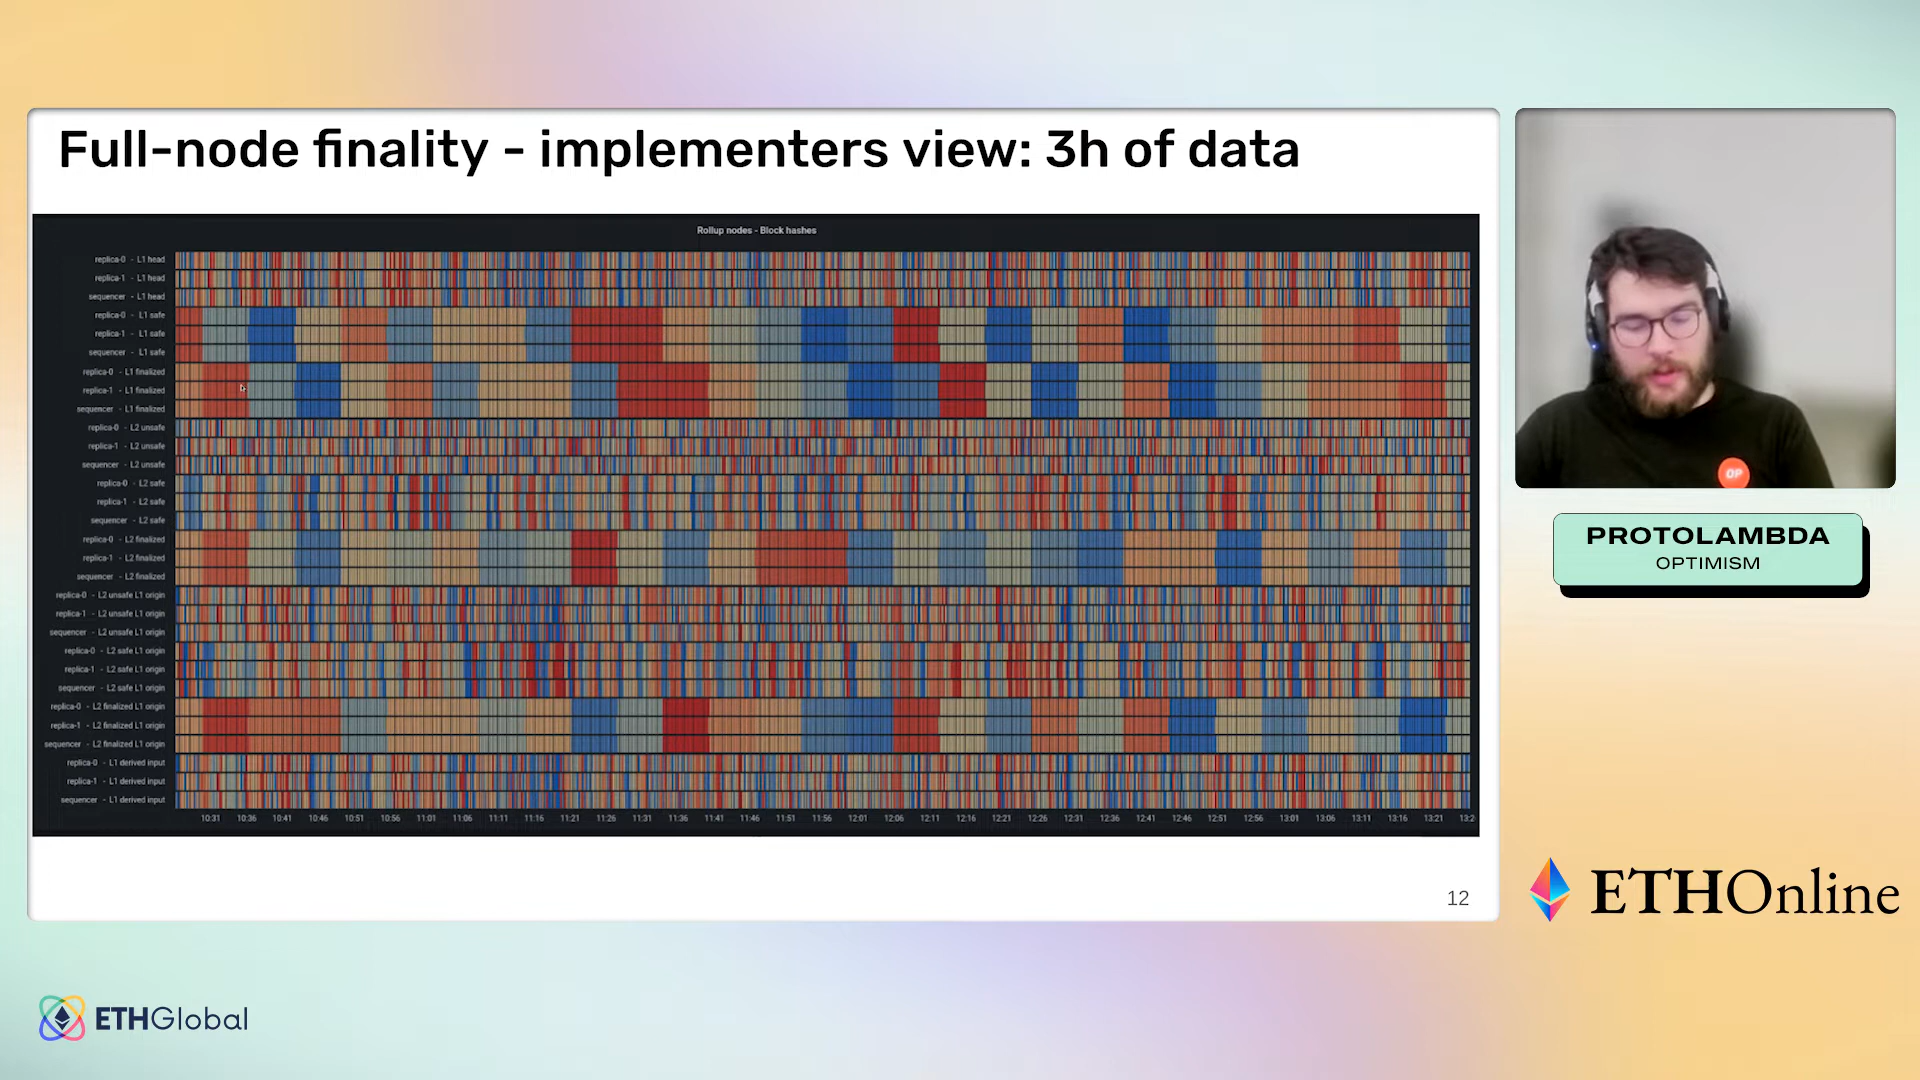 Full-node finality - implementers view: 3h of data
Rollup nodes - Block hashes
replica-0 - L1 head
replica-1 - L1 head
sequencer - L1 head
replica-0 - L1 safe
replica-1 - L1 safe
sequencer - L1 safe
replica-0 - L1 finalized
replica-1 - L1 finalized
sequencer - L1 finalized
replica-0 - L2 unsafe
replica-1 - L2 unsafe
sequencer - L2 unsafe
replica-0 - L2 safe
replica-1 - L2 safe
sequencer - L2 safe
replica-0 - L2 finalized
replica-1 - L2 finalized
sequencer - L2 finalized
replica-0 - L2 unsafe L1 origin
replica-1 - L2 unsafe L1 origin
sequencer - L2 unsafe L1 origin
replica-0 - L2 safe L1 origin
replica-1 - L2 safe L1 origin
sequencer - L2 safe L1 origin
replica-0 - L2 finalized L1 origin
replica-1 - L2 finalized L1 origin
sequencer - L2 finalized L1 origin
replica-0 - L1 derived input
replica-1 - L1 derived input
sequencer - L1 derived input
10:31 10:36 10:41 10:46 10:51 10:56 11:01 11:06 11:11 11:16 11:21 11:26 11:31 11:36 11:41 11:46 11:51 11:56 12:01 12:06 12:11 12:16 12:21 12:26 12:31 12:36 12:41 12:46 12:51 12:56 13:01 13:06 13:11 13:16 13:21 13:2
12
OP
PROTOLAMBDA
OPTIMISM
ETHOnline
ETHGlobal